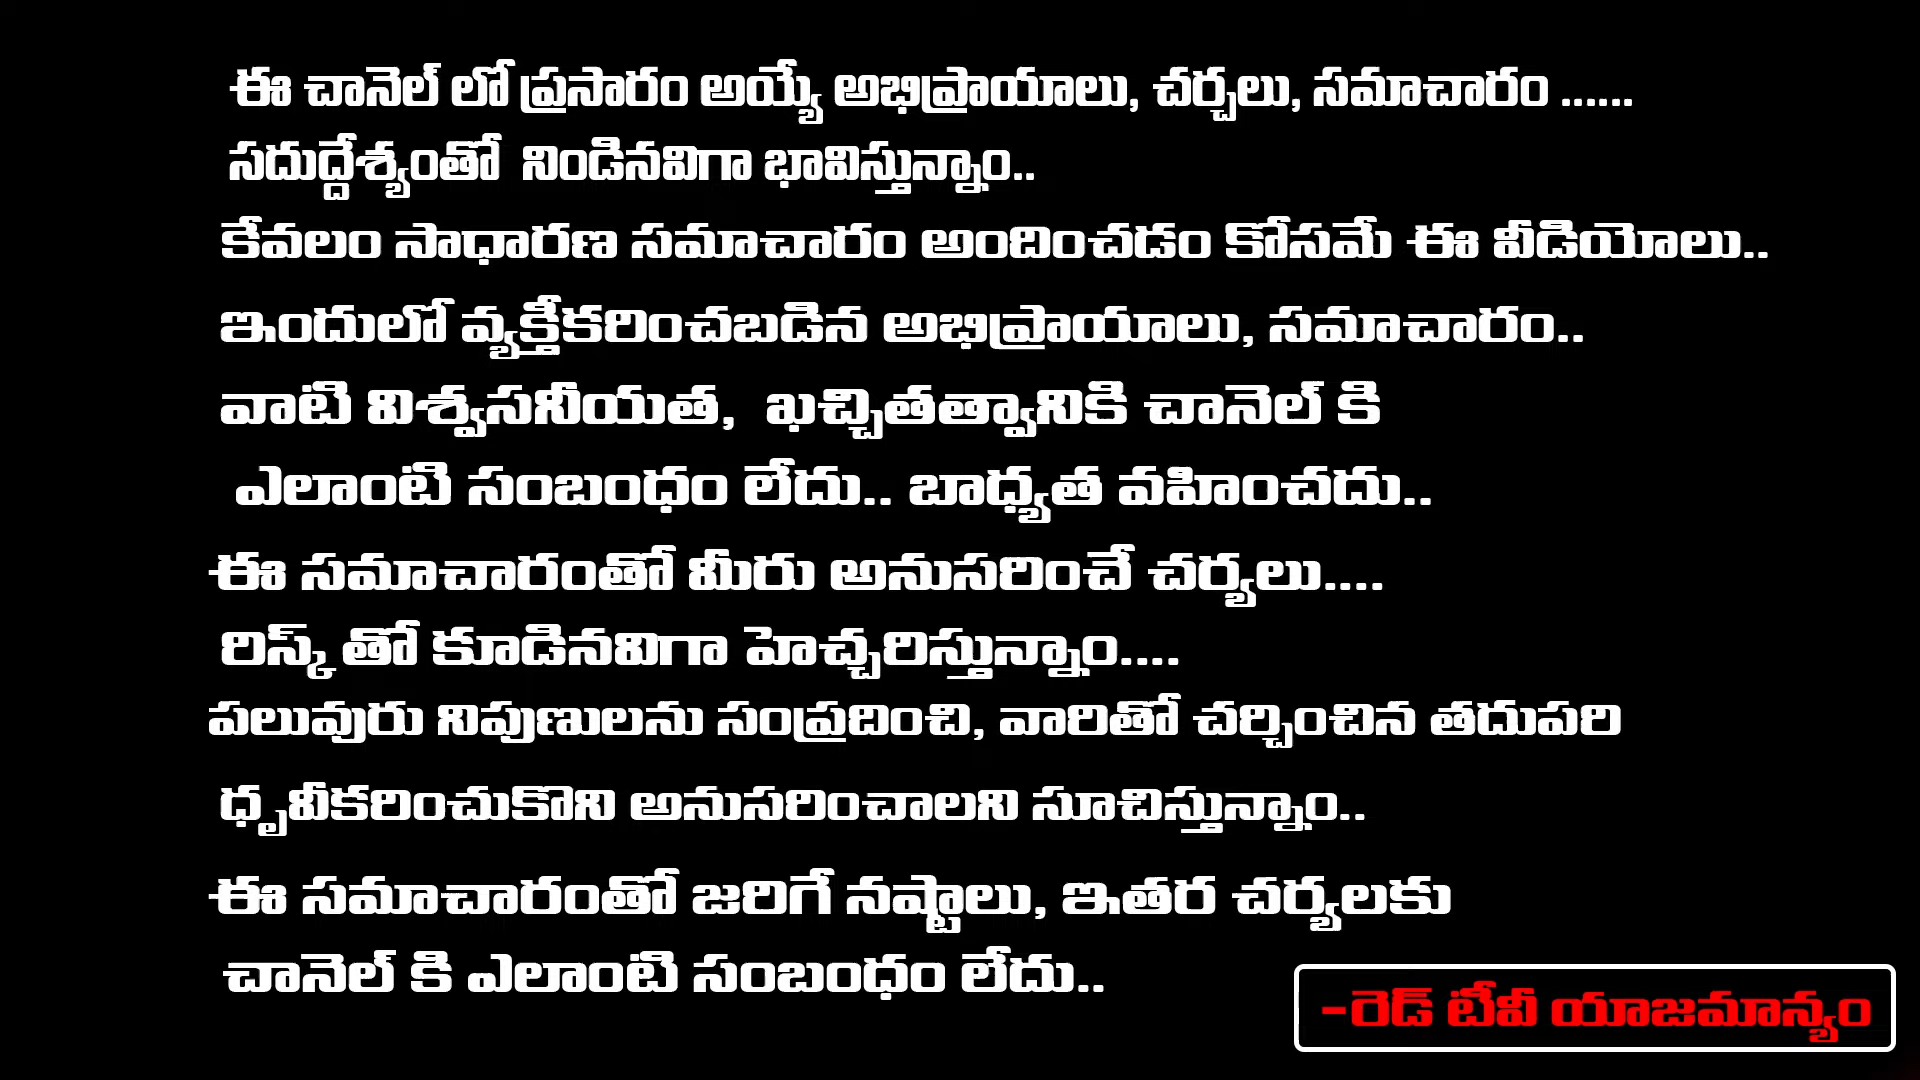 ఈ చానెల్ లో ప్రసారం అయ్యే అభిప్రాయాలు, చర్చలు, సమాచారం ......
సదుద్దేశ్యంతో నిండినవిగా భావిస్తున్నాం..
కేవలం సాధారణ సమాచారం అందించడం కోసమే ఈ వీడియోలు..
ఇందులో వ్యక్తీకరించబడిన అభిప్రాయాలు, సమాచారం..
వాటి విశ్వసనీయత, ఖచ్చితత్వానికి చానెల్ కి
ఎలాంటి సంబంధం లేదు.. బాధ్యత వహించదు..
ఈ సమాచారంతో మీరు అనుసరించే చర్యలు....
రిస్క్ తో కూడినవిగా హెచ్చరిస్తున్నాం....
పలువురు నిపుణులను సంప్రదించి, వారితో చర్చించిన తదుపరి
ధృవీకరించుకొని అనుసరించాలని సూచిస్తున్నాం..
ఈ సమాచారంతో జరిగే నష్టాలు, ఇతర చర్యలకు
చానెల్ కి ఎలాంటి సంబంధం లేదు..
-రెడ్ టీవీ యాజమాన్యం